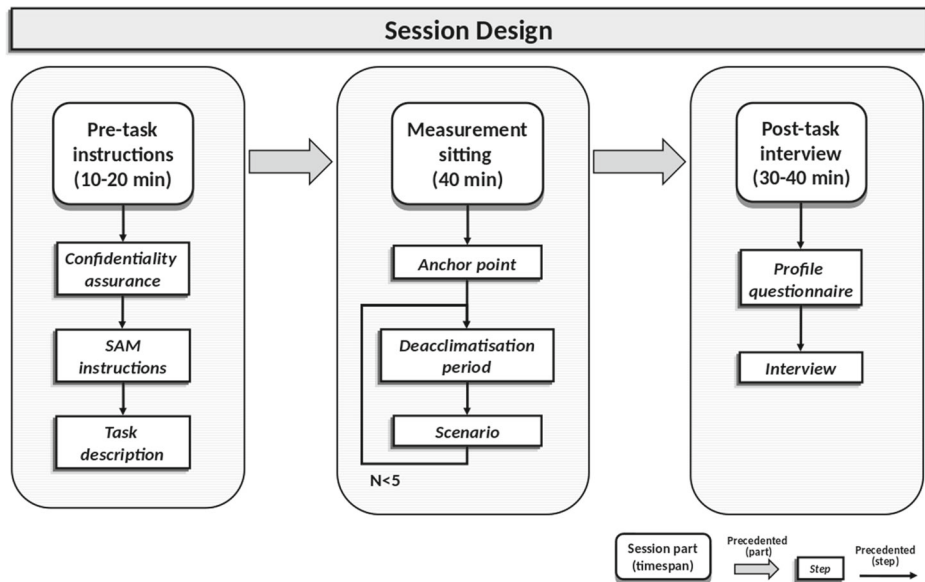 Session Design
Pre-task
instructions
(10-20 min)
Confidentiality
assurance
SAM
instructions
Task
description
Measurement
sitting
(40 min)
Anchor point
Deacclimatisation
period
Scenario
N<5
Post-task
interview
(30-40 min)
Profile
questionnaire
Interview
Session part
(timespan)
Precedented
(part)
Step
Precedented
(step)